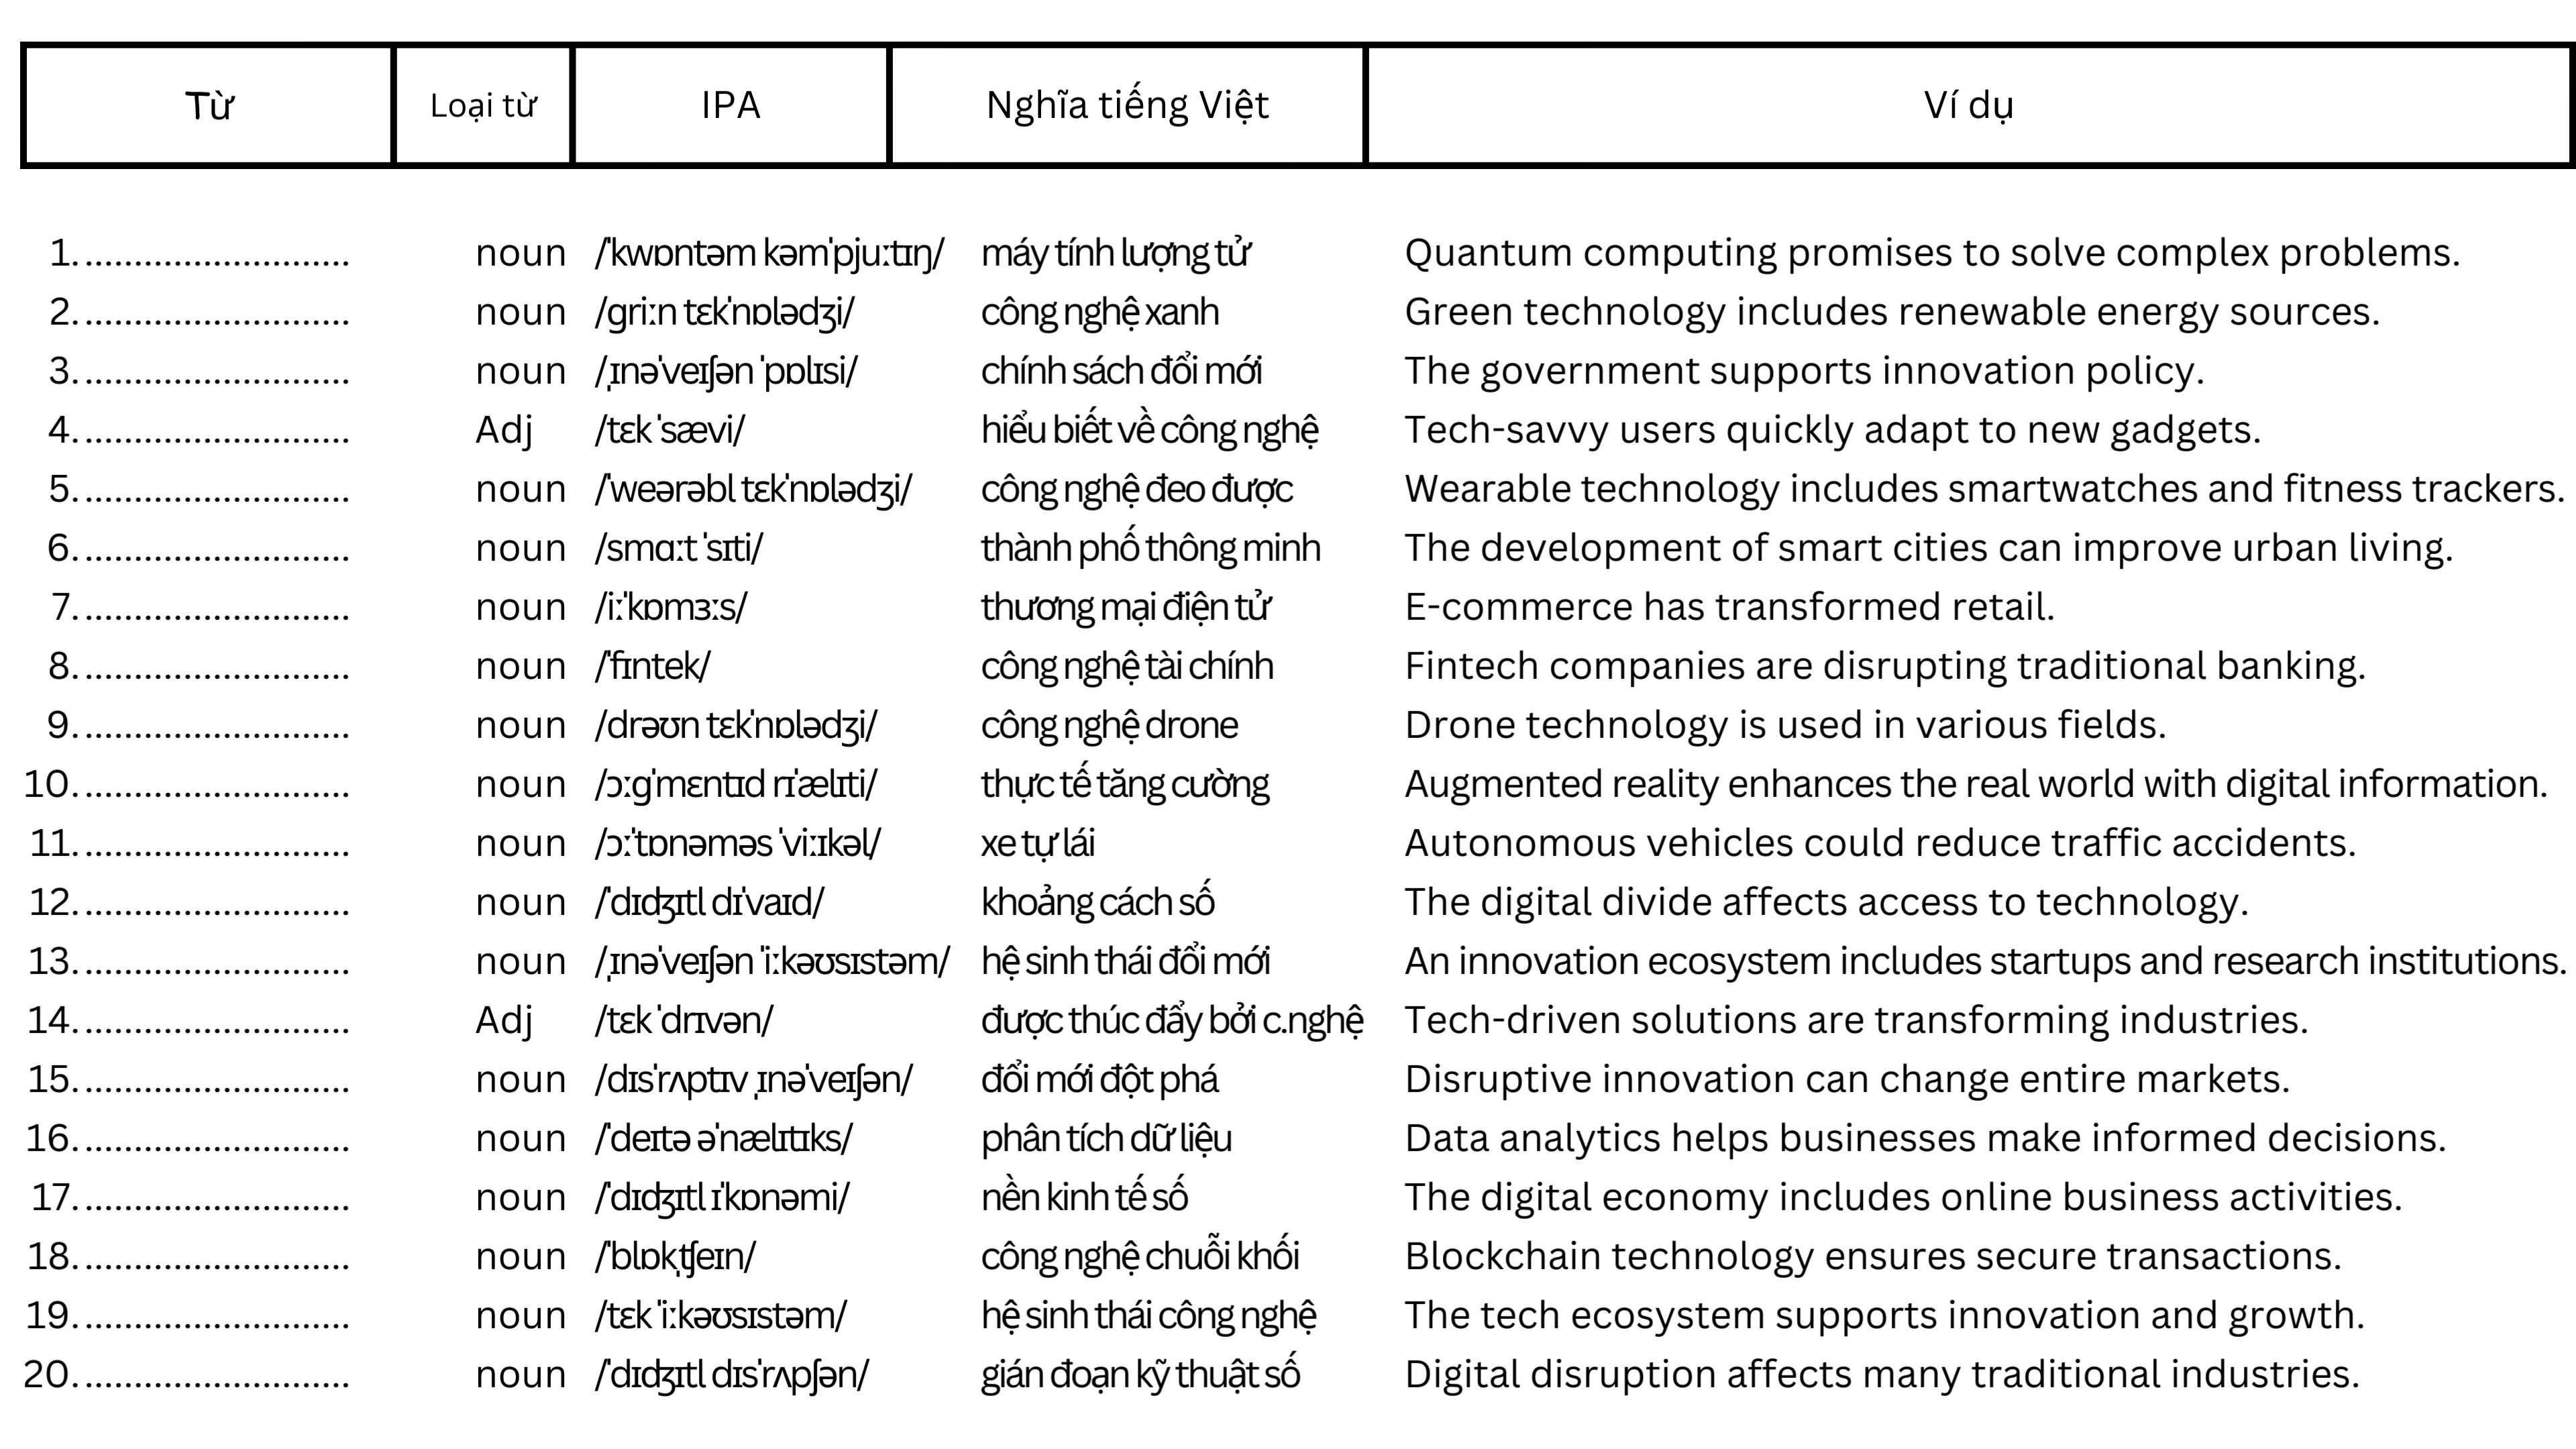 Từ Loại từ IPA Nghĩa tiếng Việt Ví dụ
1. .......................... noun /ˈkwɒntəm kəmˈpjuːtɪŋ/ máy tính lượng tử Quantum computing promises to solve complex problems.
2. .......................... noun /ɡriːn tɛkˈnɒlədʒi/ công nghệ xanh Green technology includes renewable energy sources.
3. .......................... noun /ˌɪnəˈveɪʃən ˈpɒlɪsi/ chính sách đổi mới The government supports innovation policy.
4. .......................... Adj /tɛk ˈsævi/ hiểu biết về công nghệ Tech-savvy users quickly adapt to new gadgets.
5. .......................... noun /ˈweərəbl tɛkˈnɒlədʒi/ công nghệ đeo được Wearable technology includes smartwatches and fitness trackers.
6. .......................... noun /smɑːt ˈsɪti/ thành phố thông minh The development of smart cities can improve urban living.
7. .......................... noun /iːˈkɒmɜːs/ thương mại điện tử E-commerce has transformed retail.
8. .......................... noun /ˈfɪntek/ công nghệ tài chính Fintech companies are disrupting traditional banking.
9. .......................... noun /drəʊn tɛkˈnɒlədʒi/ công nghệ drone Drone technology is used in various fields.
10. .......................... noun /ɔːɡˈmɛntɪd rɪˈælɪti/ thực tế tăng cường Augmented reality enhances the real world with digital information.
11. .......................... noun /ɔːˈtɒnəməs ˈviːɪkəl/ xe tự lái Autonomous vehicles could reduce traffic accidents.
12. .......................... noun /ˈdɪdʒɪtl dɪˈvaɪd/ khoảng cách số The digital divide affects access to technology.
13. .......................... noun /ˌɪnəˈveɪʃən ˈiːkəʊsɪstəm/ hệ sinh thái đổi mới An innovation ecosystem includes startups and research institutions.
14. .......................... Adj /tɛk ˈdrɪvən/ được thúc đẩy bởi c.nghệ Tech-driven solutions are transforming industries.
15. .......................... noun /dɪsˈrʌptɪv ˌɪnəˈveɪʃən/ đổi mới đột phá Disruptive innovation can change entire markets.
16. .......................... noun /ˈdeɪtə əˈnælɪtɪks/ phân tích dữ liệu Data analytics helps businesses make informed decisions.
17. .......................... noun /ˈdɪdʒɪtl ɪˈkɒnəmi/ nền kinh tế số The digital economy includes online business activities.
18. .......................... noun /ˈblɒkˌtʃeɪn/ công nghệ chuỗi khối Blockchain technology ensures secure transactions.
19. .......................... noun /tɛk ˈiːkəʊsɪstəm/ hệ sinh thái công nghệ The tech ecosystem supports innovation and growth.
20. .......................... noun /ˈdɪdʒɪtl dɪsˈrʌpʃən/ gián đoạn kỹ thuật số Digital disruption affects many traditional industries.